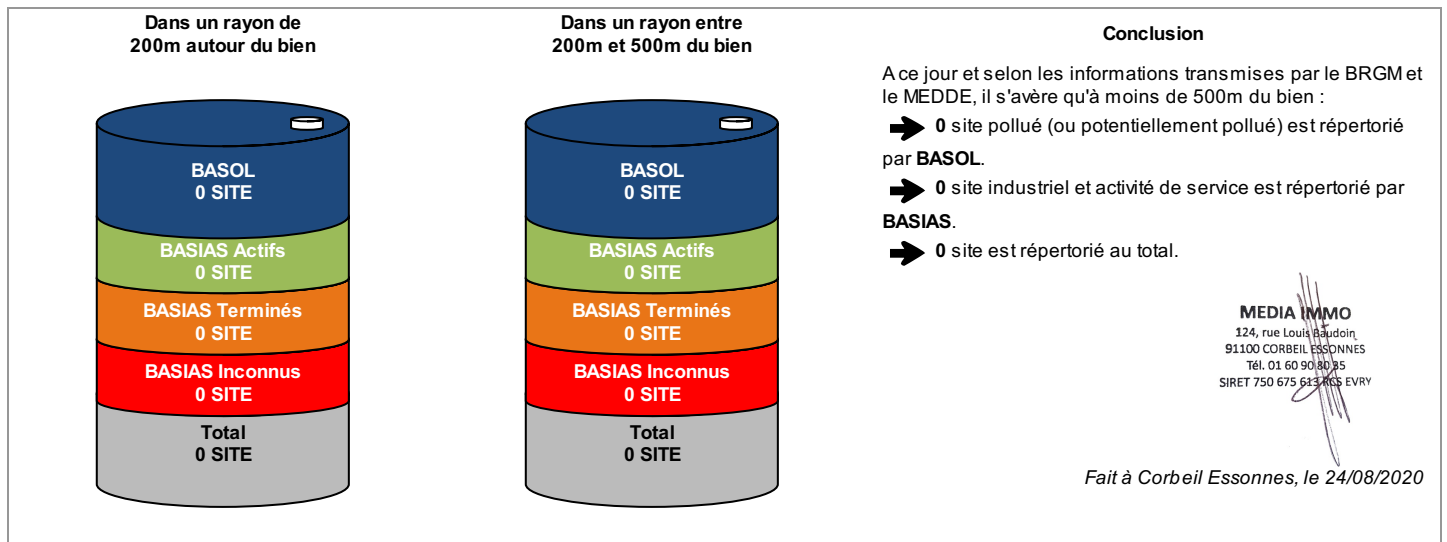 Dans un rayon de
200m autour du bien
BASOL
0 SITE
BASIAS Actifs
0 SITE
BASIAS Terminés
0 SITE
BASIAS Inconnus
0 SITE
Total
0 SITE
Dans un rayon entre
200m et 500m du bien
BASOL
0 SITE
BASIAS Actifs
0 SITE
BASIAS Terminés
0 SITE
BASIAS Inconnus
0 SITE
Total
0 SITE
Conclusion
A ce jour et selon les informations transmises par le BRGM et
le MEDDE, il s'avère qu'à moins de 500m du bien :
0 site pollué (ou potentiellement pollué) est répertorié
par BASOL.
0 site industriel et activité de service est répertorié par
BASIAS.
0 site est répertorié au total.
MEDIA IMMO
124, rue Louis Baudoin
91100 CORBEIL ESSONNES
Tél. 01 60 90 80 85
SIRET 750 675 613 RCS EVRY
Fait à Corbeil Essonnes, le 24/08/2020